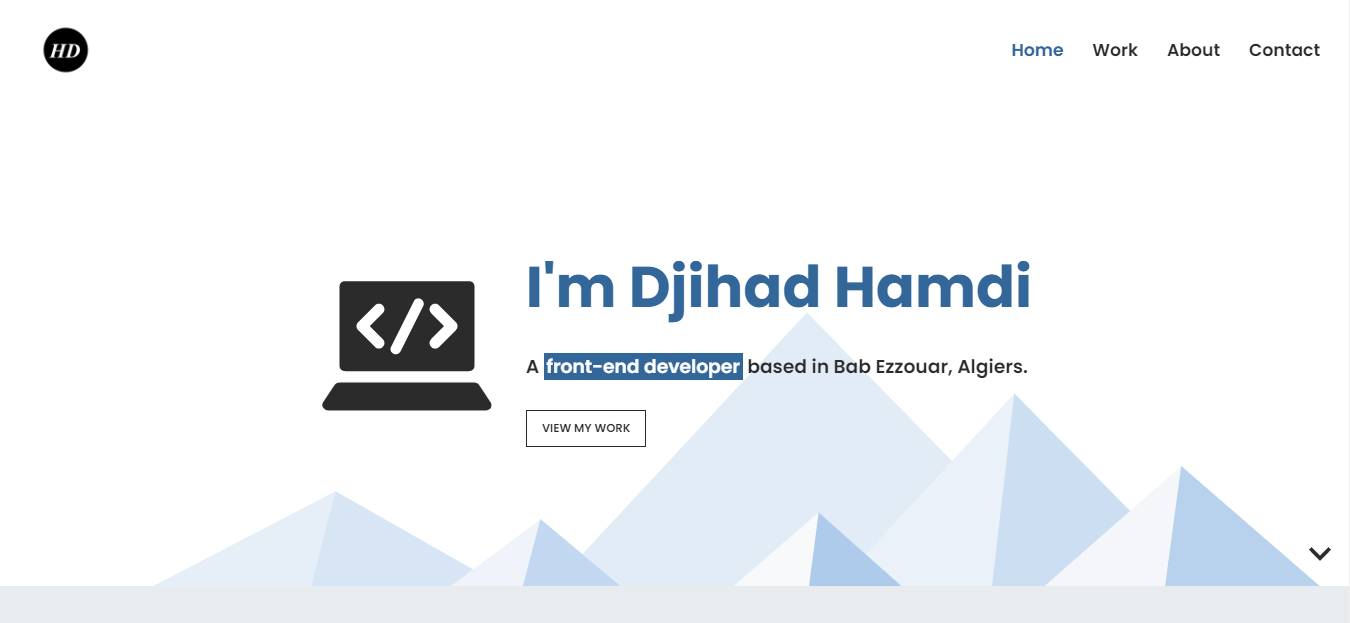 HD
Home Work About Contact
I'm Djihad Hamdi
</>
A front-end developer based in Bab Ezzouar, Algiers.
VIEW MY WORK